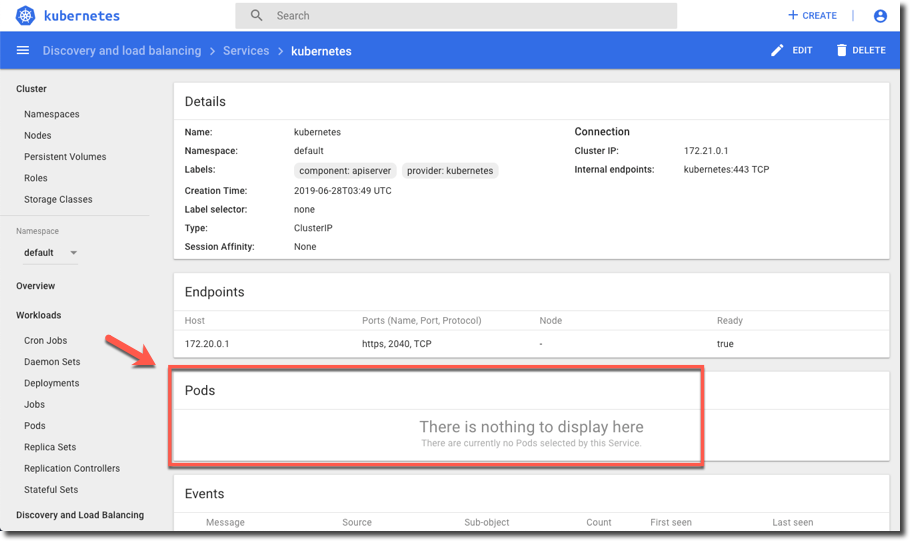 kubernetes
Search
+ CREATE
Discovery and load balancing > Services > kubernetes
EDIT
DELETE
Cluster
Namespaces
Nodes
Persistent Volumes
Roles
Storage Classes
Namespace
default
Overview
Workloads
Cron Jobs
Daemon Sets
Deployments
Jobs
Pods
Replica Sets
Replication Controllers
Stateful Sets
Discovery and Load Balancing
Details
Name: kubernetes
Namespace: default
Labels: component: apiserver provider: kubernetes
Creation Time: 2019-06-28T03:49 UTC
Label selector: none
Type: ClusterIP
Session Affinity: None
Connection
Cluster IP: 172.21.0.1
Internal endpoints: kubernetes:443 TCP
Endpoints
Host Ports (Name, Port, Protocol) Node Ready
172.20.0.1 https, 2040, TCP - true
Pods
There is nothing to display here
There are currently no Pods selected by this Service.
Events
Message Source Sub-object Count First seen Last seen